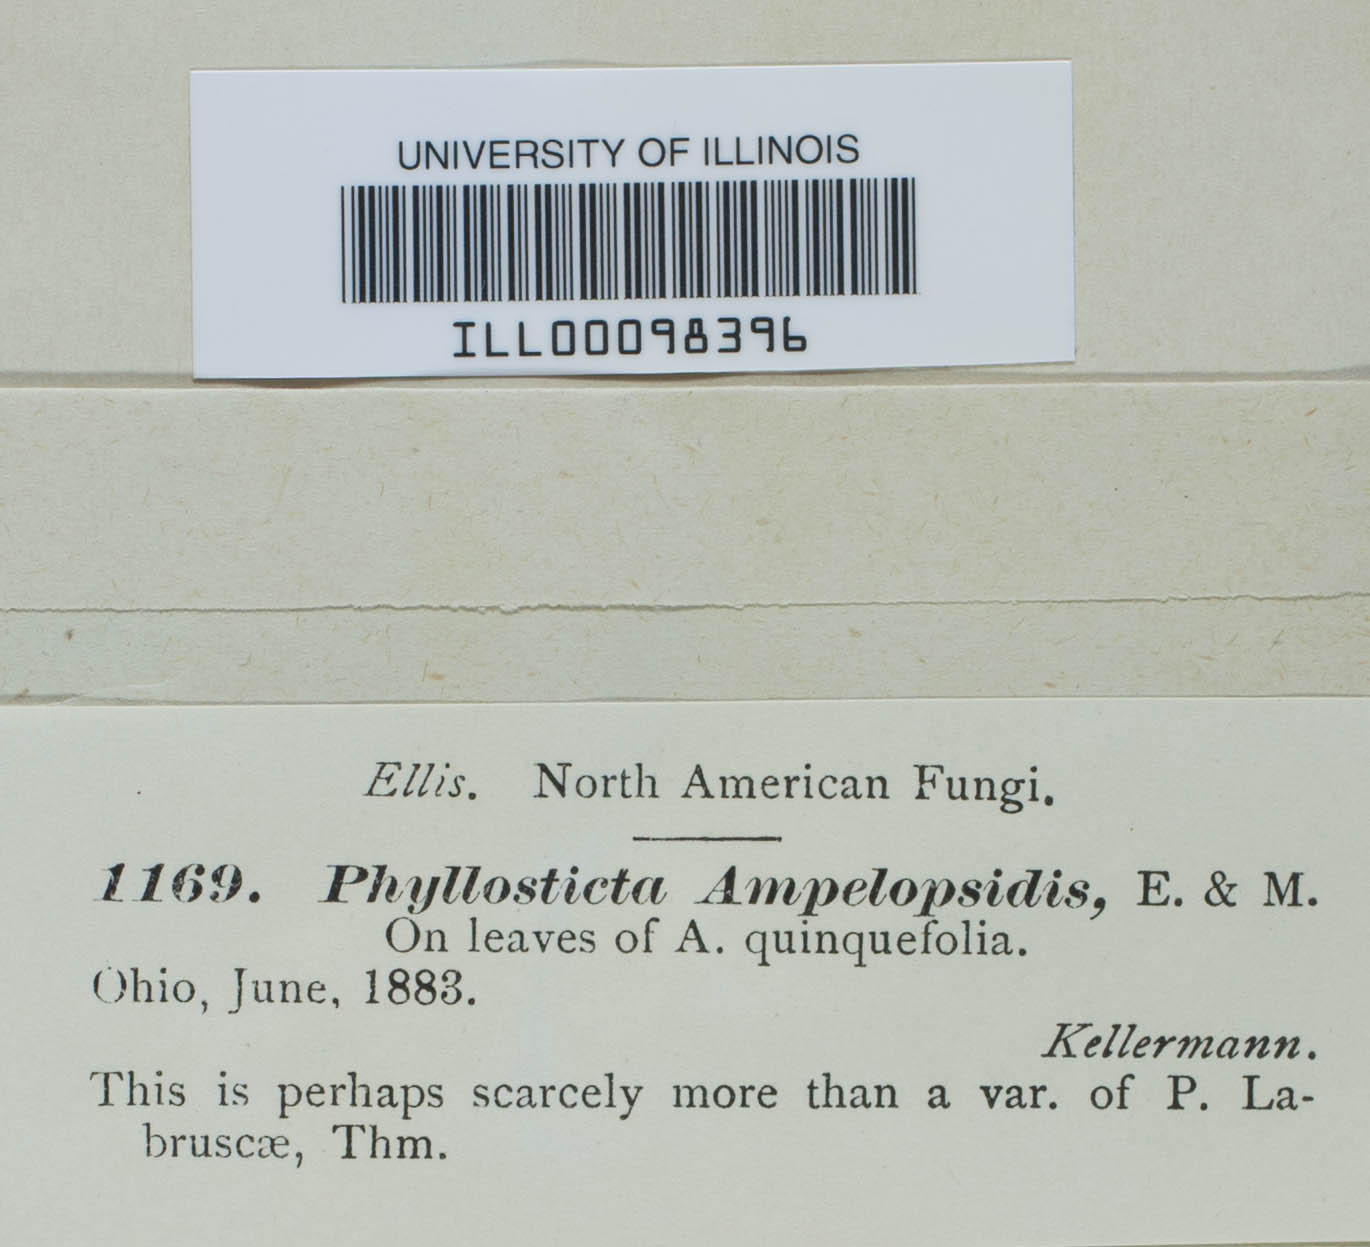 UNIVERSITY OF ILLINOIS
ILL00098396
Ellis. North American Fungi.
1169. Phyllosticta Ampelopsidis, E. & M.
On leaves of A. quinquefolia.
Ohio, June, 1883.
Kellermann.
This is perhaps scarcely more than a var. of P. La-
bruscæ, Thm.